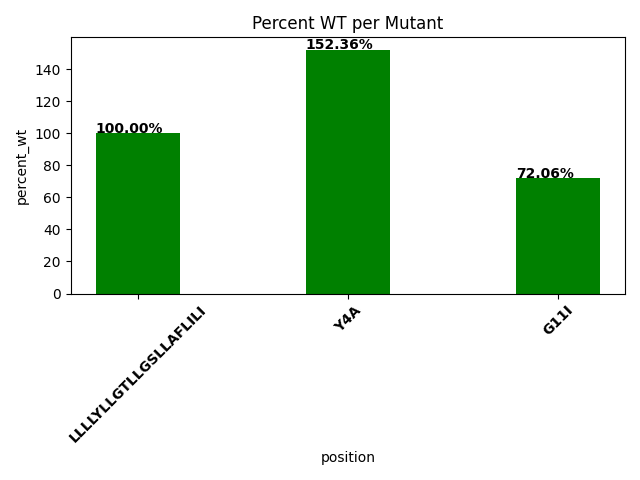 Percent WT per Mutant
152.36%
140
120
100.00%
100
80
72.06%
60
40
20
0
percent_wt
LLLLYLLGTLLGSLLAFLILI
Y4A
G11I
position